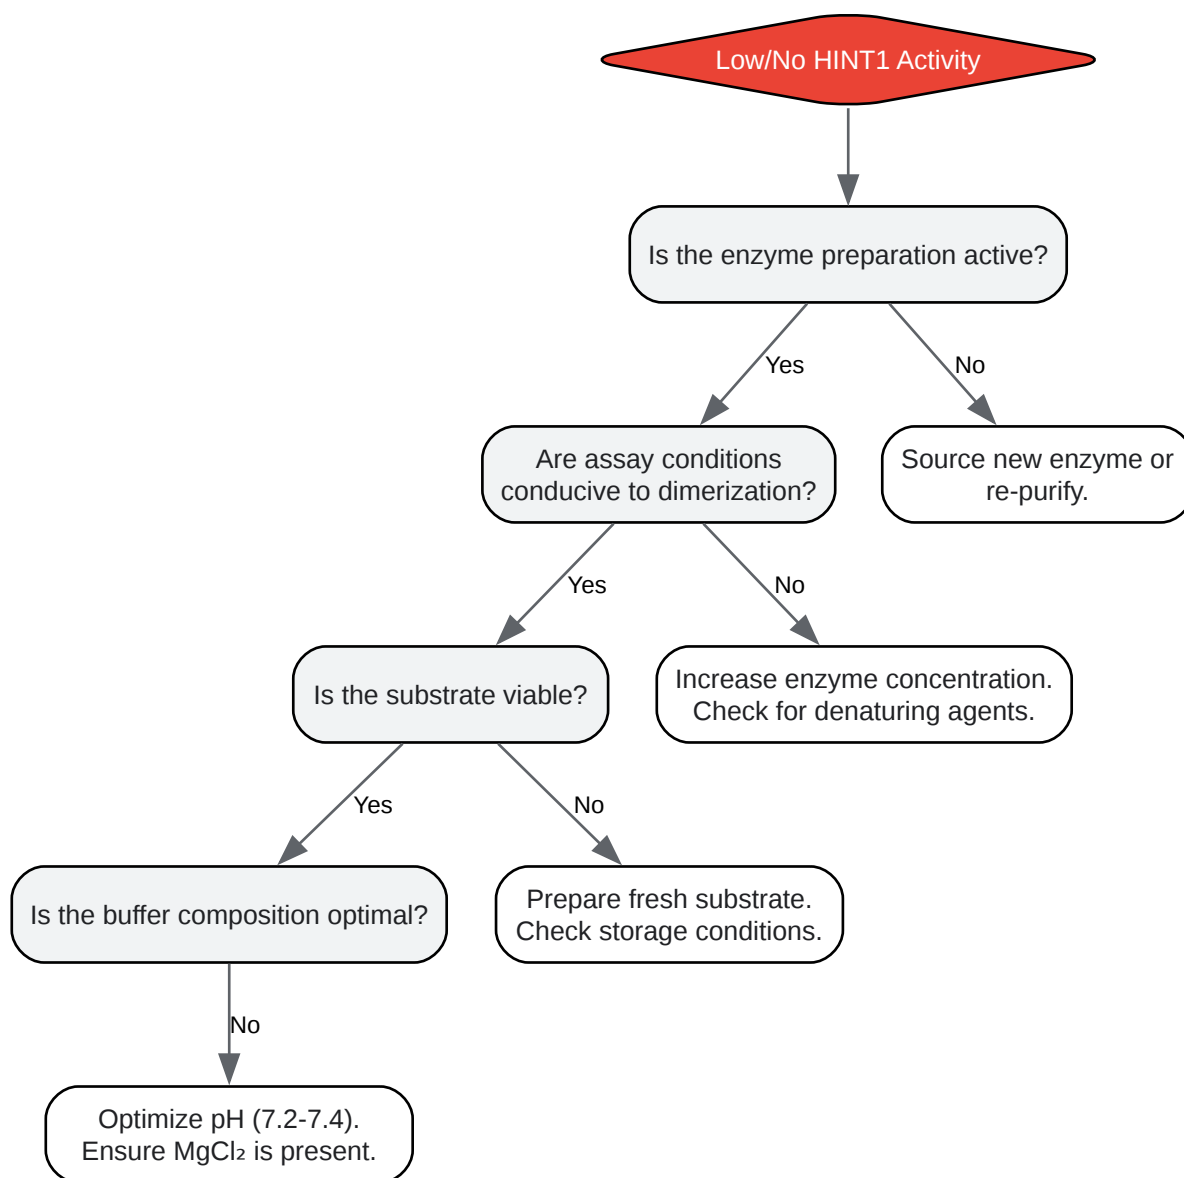 Low/No HINT1 Activity
Is the enzyme preparation active?
Yes
No
Are assay conditions
conducive to dimerization?
Source new enzyme or
re-purify.
Yes
No
Is the substrate viable?
Increase enzyme concentration.
Check for denaturing agents.
Yes
No
Is the buffer composition optimal?
Prepare fresh substrate.
Check storage conditions.
No
Optimize pH (7.2-7.4).
Ensure MgCl₂ is present.